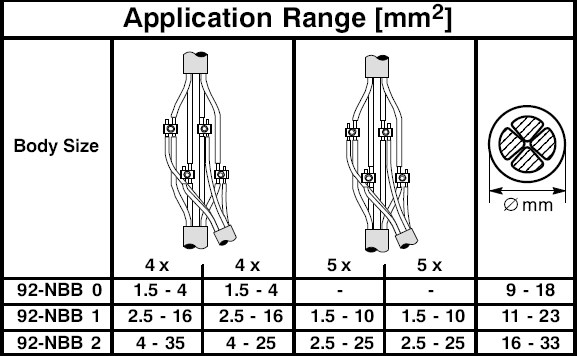 Application Range [mm2]
Body Size
Ø mm
4 x 4 x 5 x 5 x
92-NBB 0 1.5 - 4 1.5 - 4 - - 9 - 18
92-NBB 1 2.5 - 16 2.5 - 16 1.5 - 10 1.5 - 10 11 - 23
92-NBB 2 4 - 35 4 - 25 2.5 - 25 2.5 - 25 16 - 33